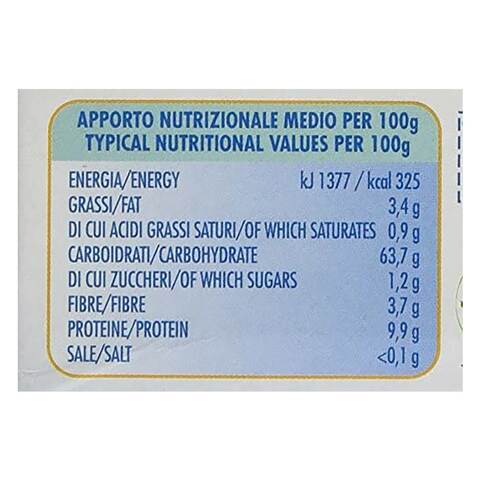 APPORTO NUTRIZIONALE MEDIO PER 100g
TYPICAL NUTRITIONAL VALUES PER 100g
ENERGIA/ENERGY kJ 1377 / kcal 325
GRASSI/FAT 3,4 g
DI CUI ACIDI GRASSI SATURI/OF WHICH SATURATES 0,9 g
CARBOIDRATI/CARBOHYDRATE 63,7 g
DI CUI ZUCCHERI/OF WHICH SUGARS 1,2 g
FIBRE/FIBRE 3,7 g
PROTEINE/PROTEIN 9,9 g
SALE/SALT <0,1 g